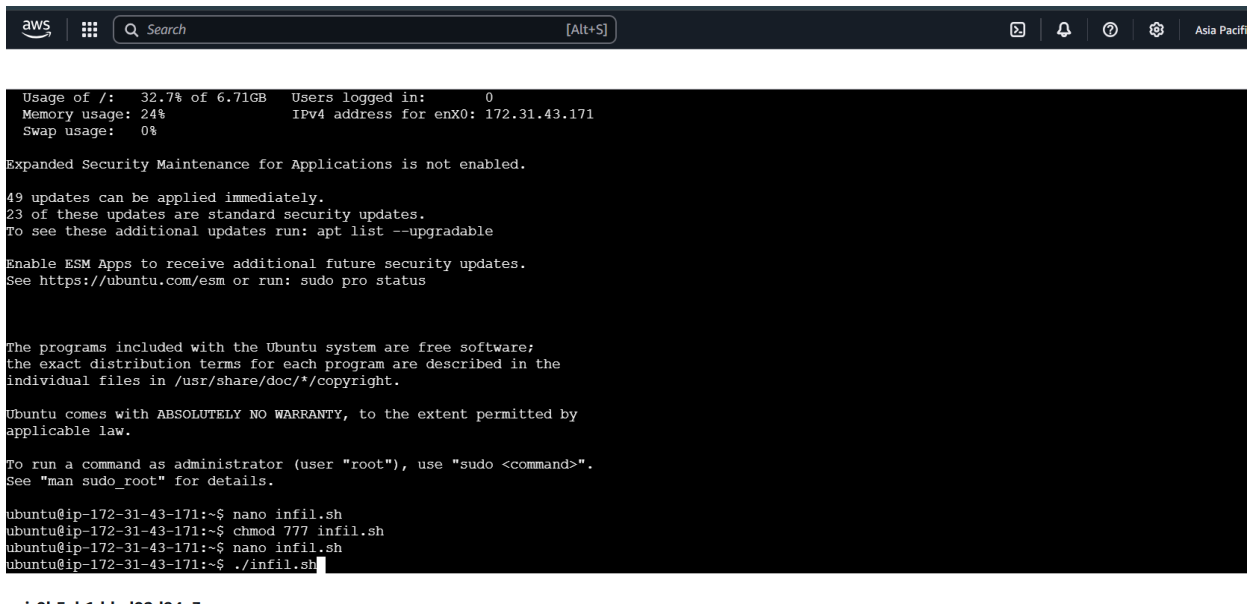 aws Search [Alt+S] Asia Pacifi
Usage of /: 32.7% of 6.71GB Users logged in: 0
Memory usage: 24% IPv4 address for enX0: 172.31.43.171
Swap usage: 0%
Expanded Security Maintenance for Applications is not enabled.
49 updates can be applied immediately.
23 of these updates are standard security updates.
To see these additional updates run: apt list --upgradable
Enable ESM Apps to receive additional future security updates.
See https://ubuntu.com/esm or run: sudo pro status
The programs included with the Ubuntu system are free software;
the exact distribution terms for each program are described in the
individual files in /usr/share/doc/*/copyright.
Ubuntu comes with ABSOLUTELY NO WARRANTY, to the extent permitted by
applicable law.
To run a command as administrator (user "root"), use "sudo <command>".
See "man sudo_root" for details.
ubuntu@ip-172-31-43-171:~$ nano infil.sh
ubuntu@ip-172-31-43-171:~$ chmod 777 infil.sh
ubuntu@ip-172-31-43-171:~$ nano infil.sh
ubuntu@ip-172-31-43-171:~$ ./infil.sh